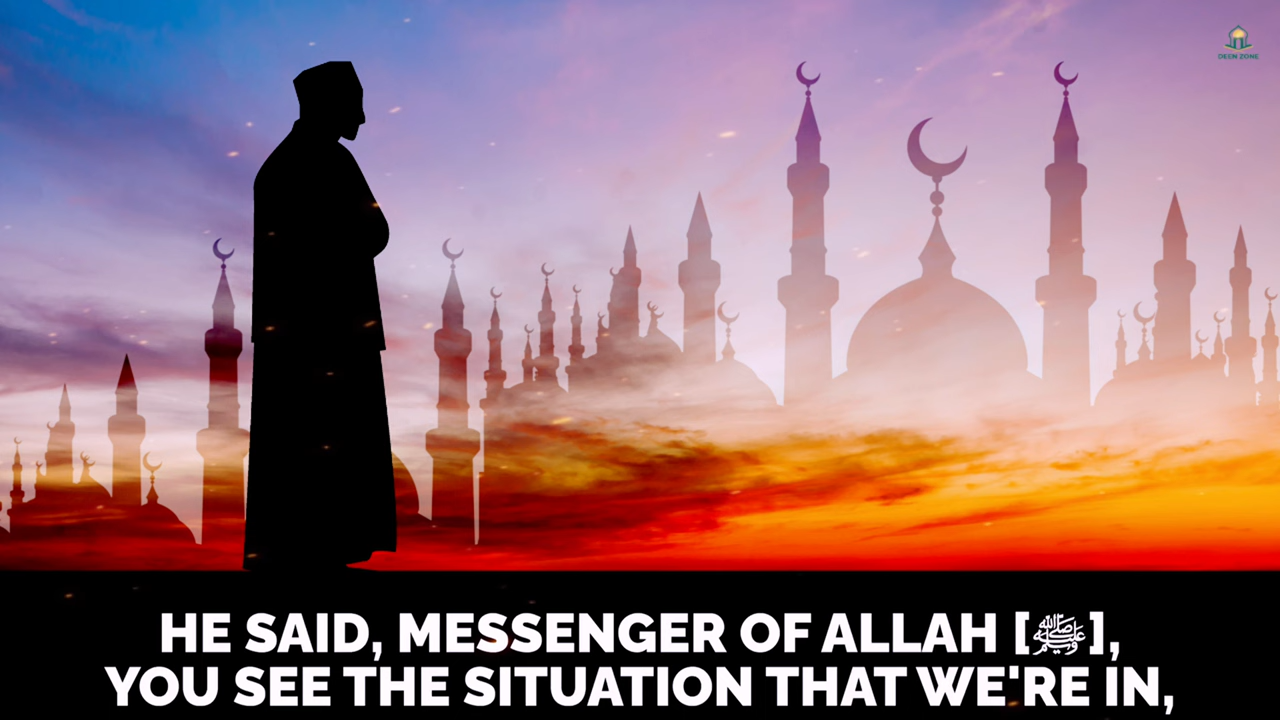 DEEN ZONE
HE SAID, MESSENGER OF ALLAH [ﷺ],
YOU SEE THE SITUATION THAT WE'RE IN,